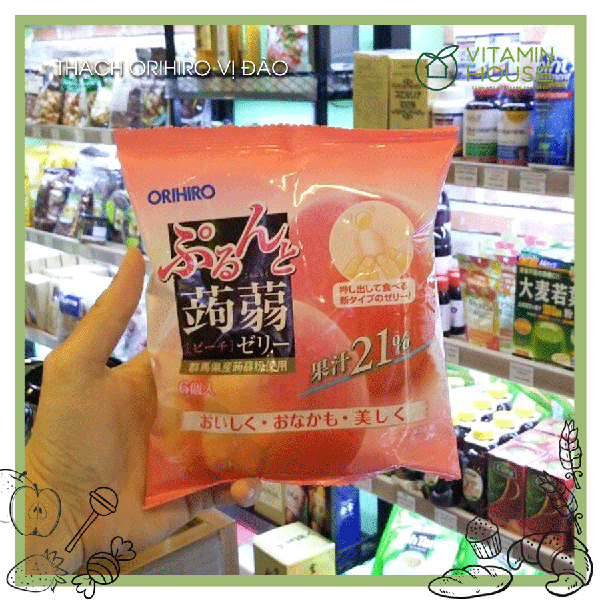 THẠCH ORIHIRO VỊ ĐÀO
VITAMIN
HOUSE
ORIHIRO
ぷるんと
蒟蒻
[ピーチ]ゼリー
群馬県産蒟蒻粉使用
6個入
押し出して食べる
新タイプのゼリー!
果汁21%
おいしく・おなかも・美しく
大麦若葉